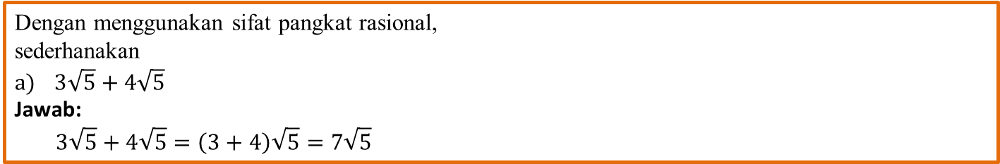 Dengan menggunakan sifat pangkat rasional,
sederhanakan
a) 3√5 + 4√5
Jawab:
3√5 + 4√5 = (3 + 4)√5 = 7√5